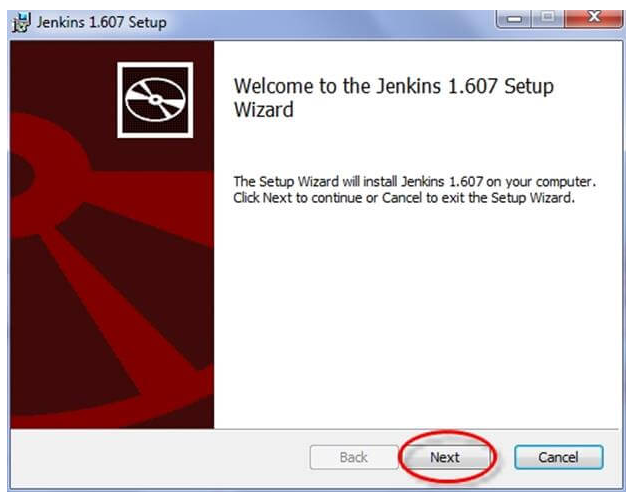 Jenkins 1.607 Setup
Welcome to the Jenkins 1.607 Setup
Wizard
The Setup Wizard will install Jenkins 1.607 on your computer.
Click Next to continue or Cancel to exit the Setup Wizard.
Back Next Cancel